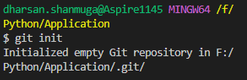 dharsan.shanmuga@Aspire1145 MINGW64 /f/
Python/Application
$ git init
Initialized empty Git repository in F:/
Python/Application/.git/